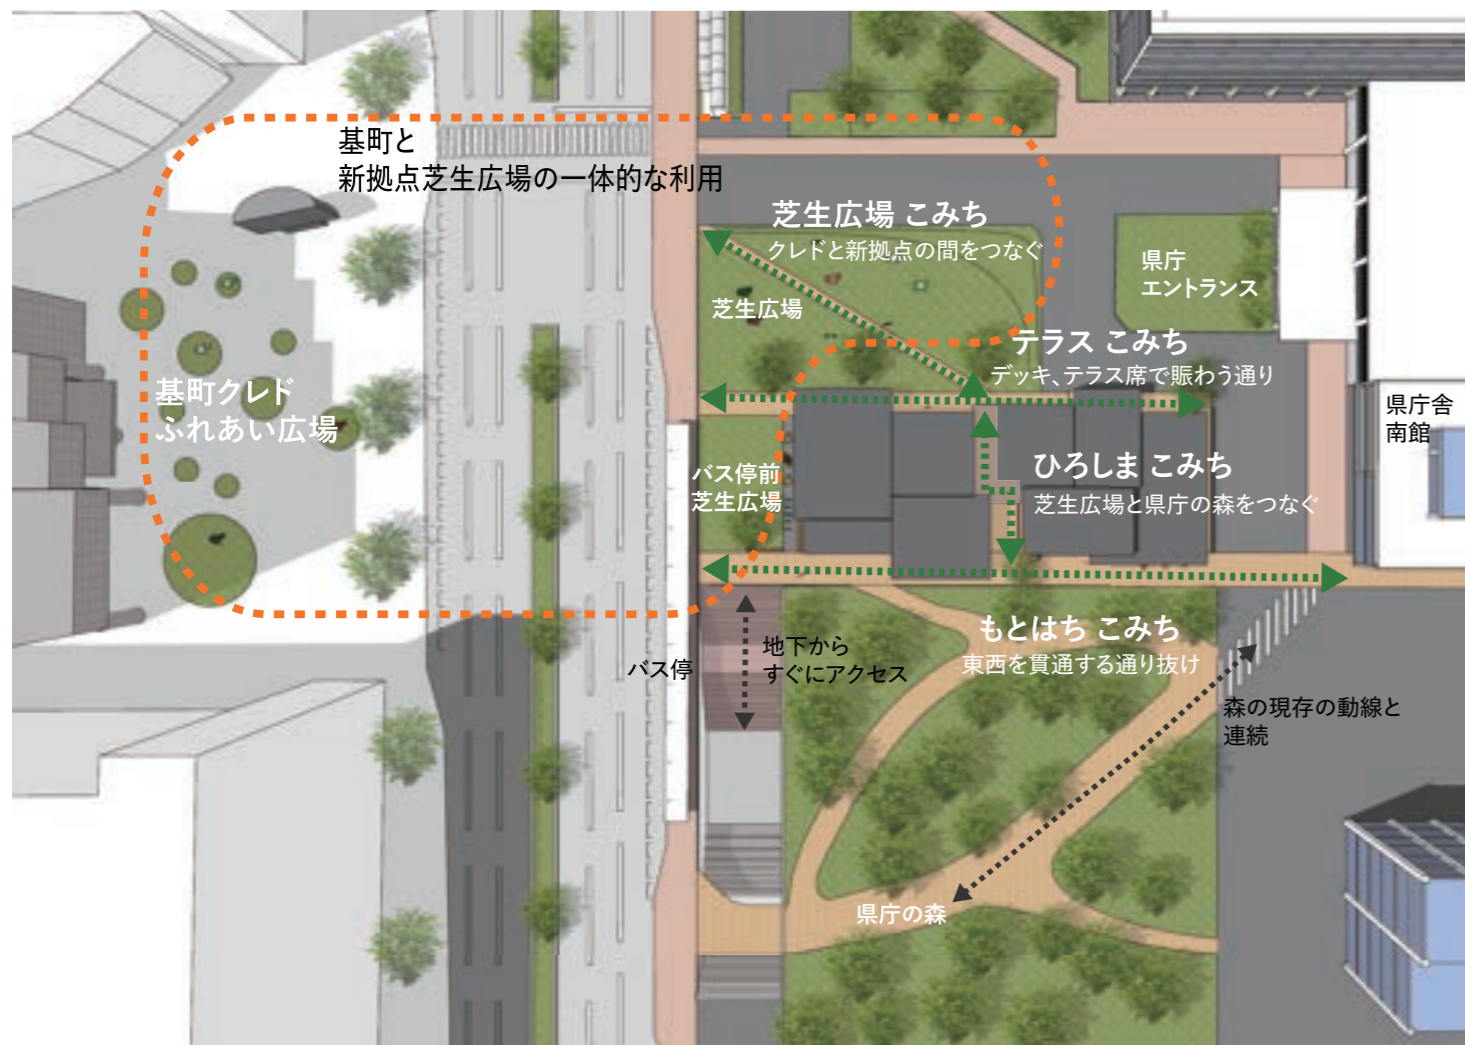 基町と
新拠点芝生広場の一体的な利用
芝生広場 こみち
クレドと新拠点の間をつなぐ
県庁
エントランス
芝生広場
テラス こみち
デッキ、テラス席で賑わう通り
基町クレド
ふれあい広場
県庁舎
南館
バス停前
芝生広場
ひろしま こみち
芝生広場と県庁の森をつなぐ
もとはち こみち
東西を貫通する通り抜け
バス停
地下から
すぐにアクセス
森の現存の動線と
連続
県庁の森